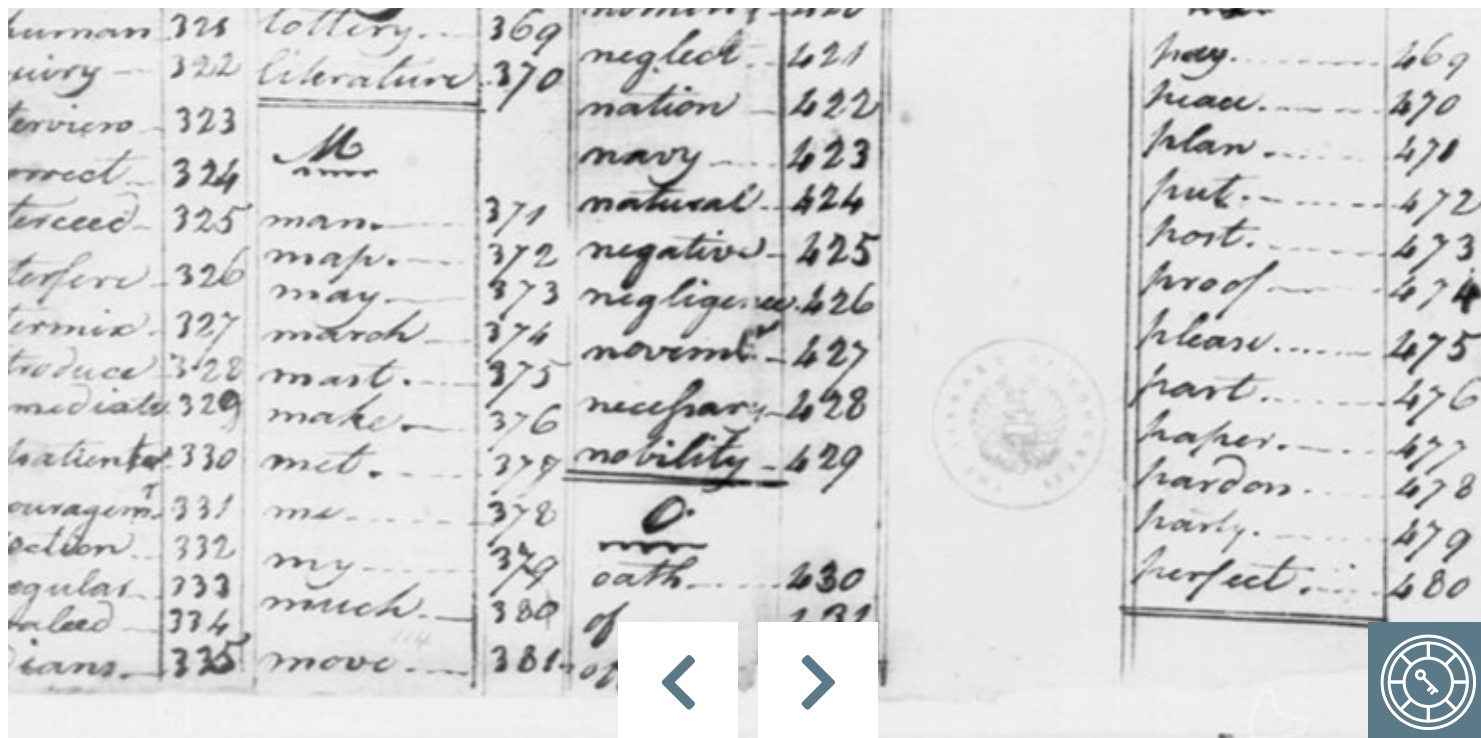 human 321
322
323
324
325
326
327
328
329
330
331
332
333
334
335
lottery 369
literature 370
M
man 371
map 372
may 373
march 374
mast 375
make 376
met 377
me 378
my 379
much 380
move 381
neglect 421
nation 422
navy 423
natural 424
negative 425
negligence 426
novem.r 427
necessary 428
nobility 429
O
oath 430
of 431
pay 469
peace 470
plan 471
put 472
post 473
proof 474
please 475
part 476
paper 477
pardon 478
party 479
perfect 480